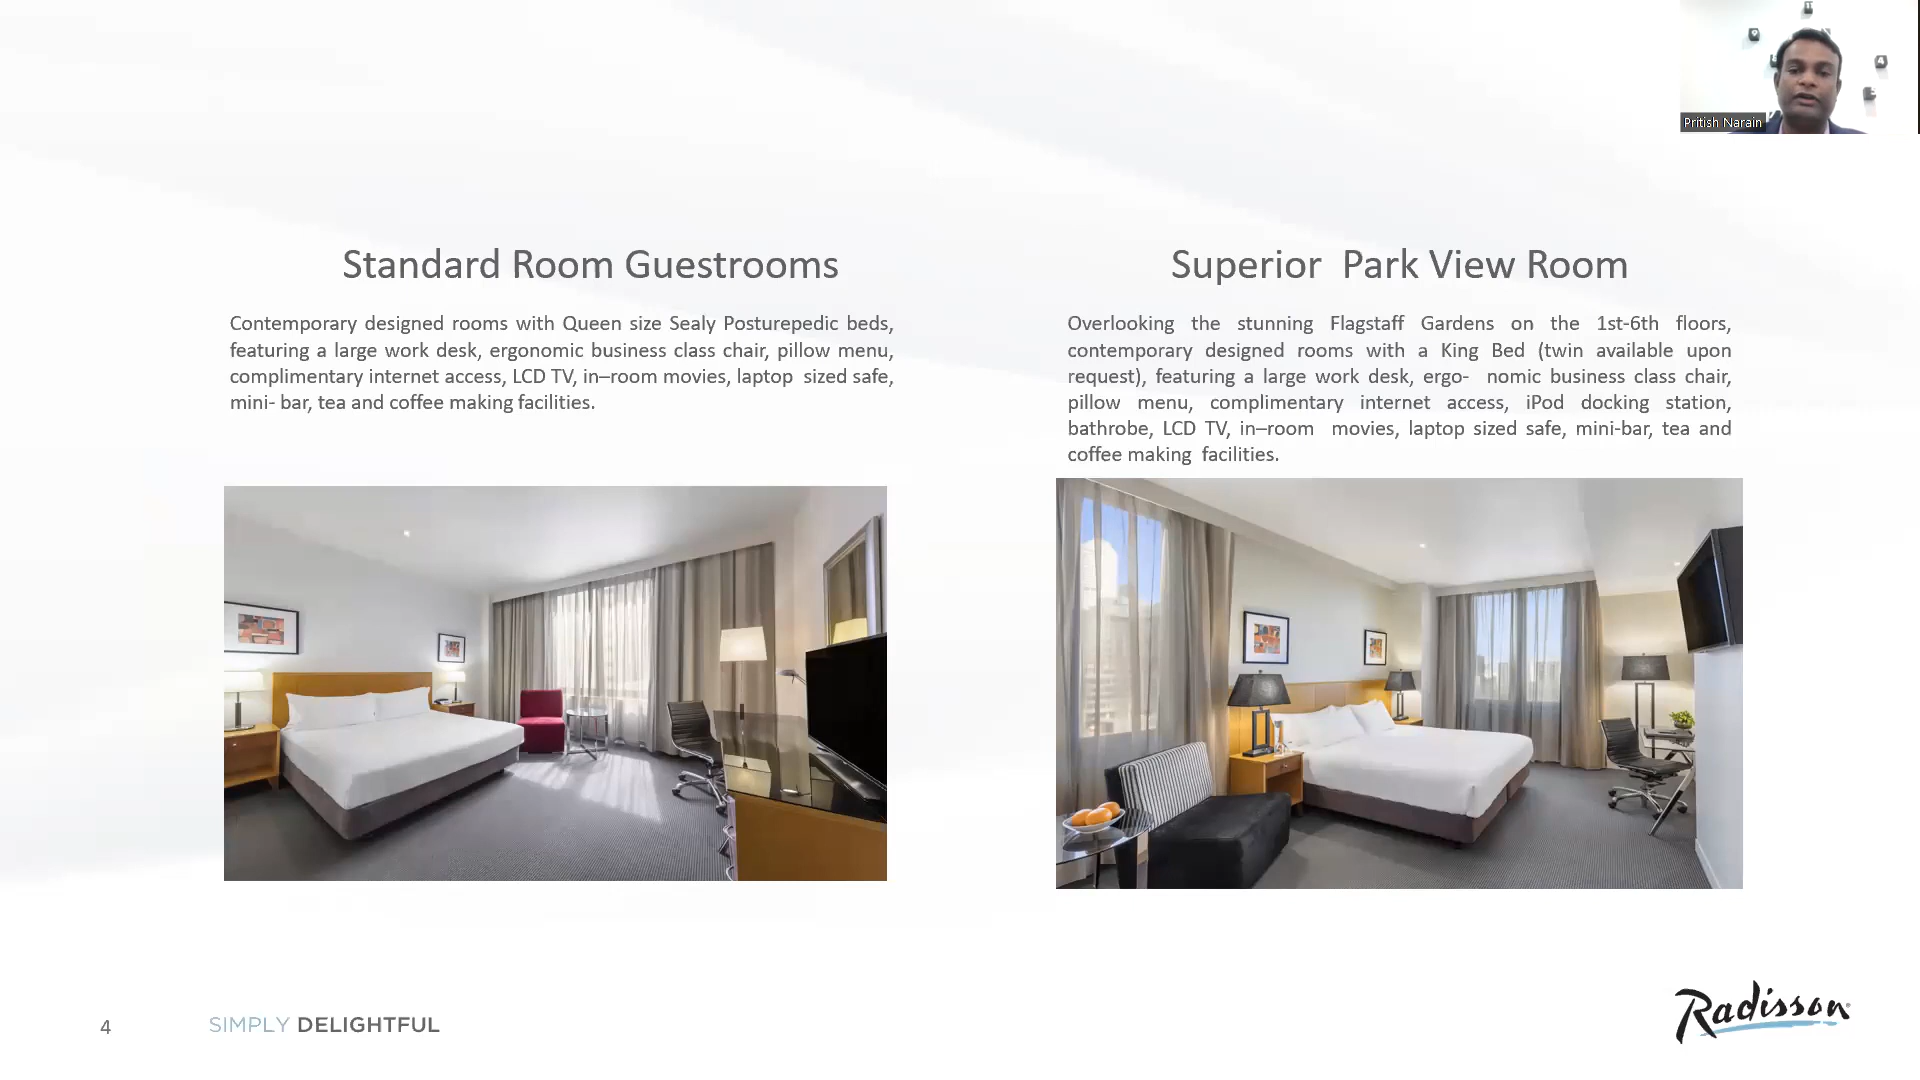 Pritish Narain
Standard Room Guestrooms
Contemporary designed rooms with Queen size Sealy Posturepedic beds,
featuring a large work desk, ergonomic business class chair, pillow menu,
complimentary internet access, LCD TV, in–room movies, laptop sized safe,
mini- bar, tea and coffee making facilities.
Superior Park View Room
Overlooking the stunning Flagstaff Gardens on the 1st-6th floors,
contemporary designed rooms with a King Bed (twin available upon
request), featuring a large work desk, ergo- nomic business class chair,
pillow menu, complimentary internet access, iPod docking station,
bathrobe, LCD TV, in–room movies, laptop sized safe, mini-bar, tea and
coffee making facilities.
4
SIMPLY DELIGHTFUL
Radisson